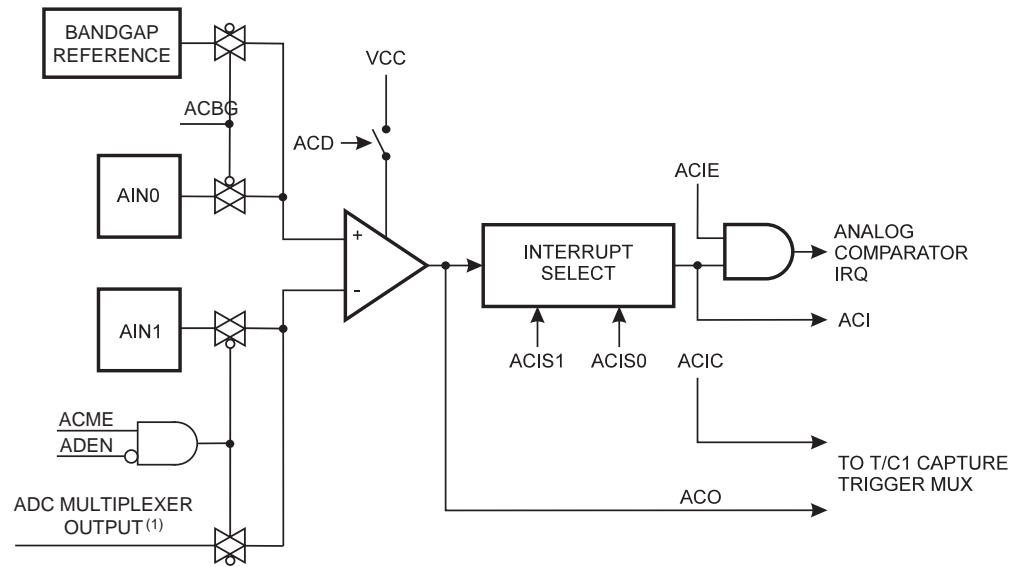 BANDGAP
REFERENCE
VCC
ACBG
ACD
AIN0
ACIE
+
INTERRUPT
SELECT
ANALOG
COMPARATOR
IRQ
-
AIN1
ACI
ACIS1
ACIS0
ACIC
ACME
ADEN
TO T/C1 CAPTURE
TRIGGER MUX
ADC MULTIPLEXER
OUTPUT (1)
ACO